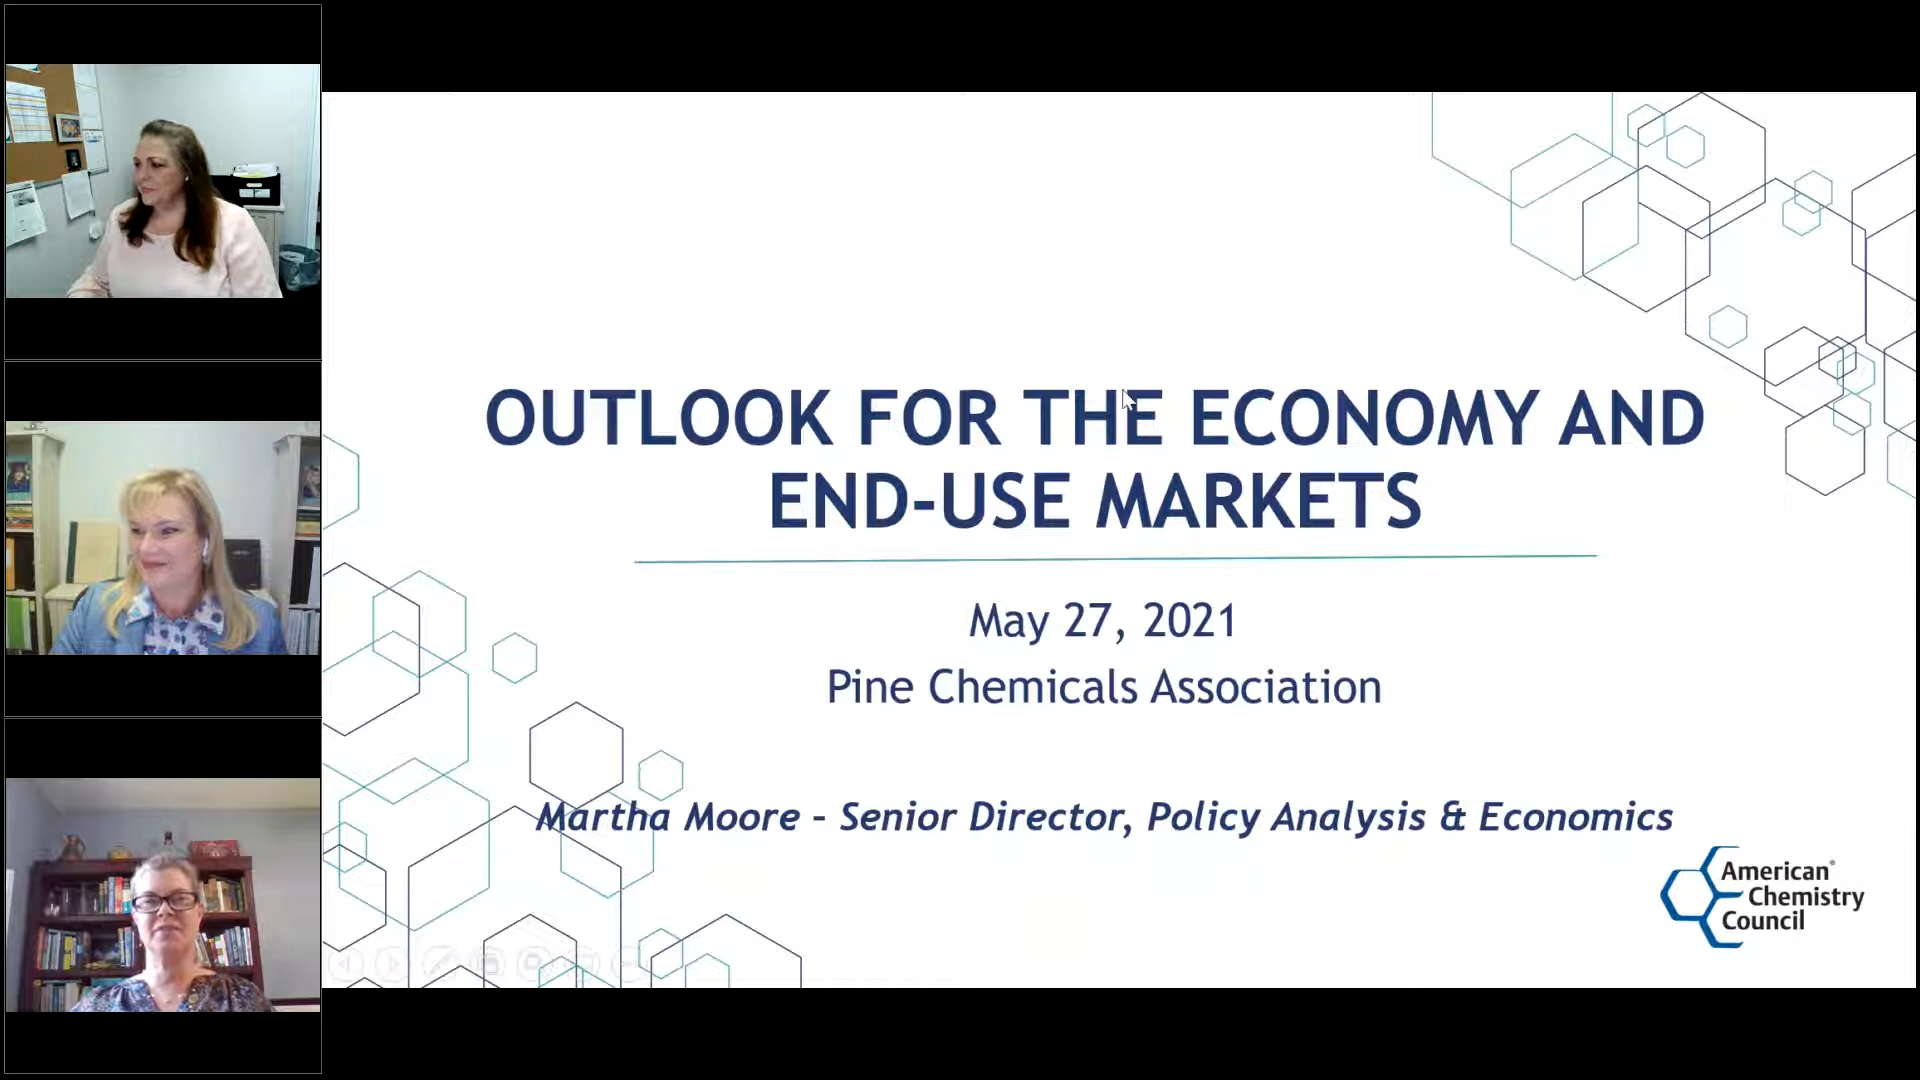 OUTLOOK FOR THE ECONOMY AND
END-USE MARKETS
May 27, 2021
Pine Chemicals Association
Martha Moore – Senior Director, Policy Analysis & Economics
American®
Chemistry
Council